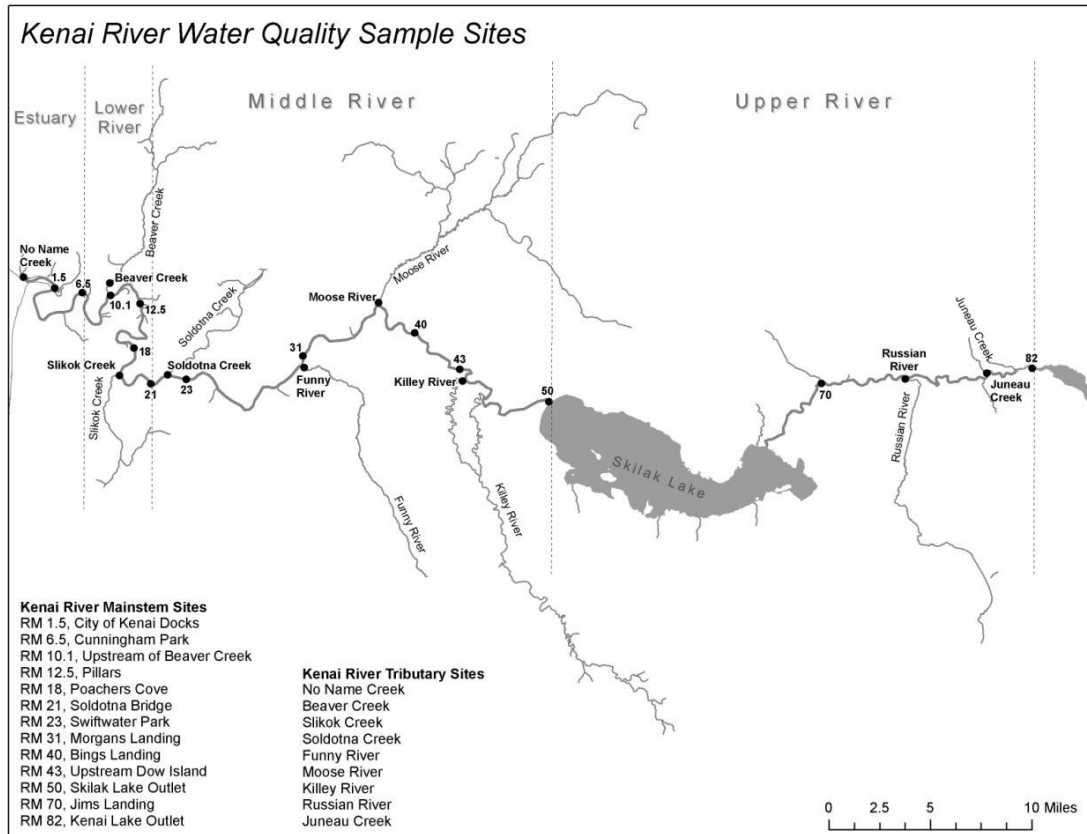 Kenai River Water Quality Sample Sites
Estuary
Lower
River
Middle River
Upper River
No Name
Creek
1.5
6.5
Beaver Creek
Beaver Creek
10.1
12.5
18
Slikok Creek
Slikok Creek
21
Soldotna Creek
Soldotna Creek
23
31
Funny
River
Funny River
Moose River
Moose River
40
43
Killey River
Killey River
50
Skilak Lake
70
Russian
River
Russian River
Juneau Creek
Juneau
Creek
82
Kenai River Mainstem Sites
RM 1.5, City of Kenai Docks
RM 6.5, Cunningham Park
RM 10.1, Upstream of Beaver Creek
RM 12.5, Pillars
RM 18, Poachers Cove
RM 21, Soldotna Bridge
RM 23, Swiftwater Park
RM 31, Morgans Landing
RM 40, Bings Landing
RM 43, Upstream Dow Island
RM 50, Skilak Lake Outlet
RM 70, Jims Landing
RM 82, Kenai Lake Outlet
Kenai River Tributary Sites
No Name Creek
Beaver Creek
Slikok Creek
Soldotna Creek
Funny River
Moose River
Killey River
Russian River
Juneau Creek
0 2.5 5 10 Miles